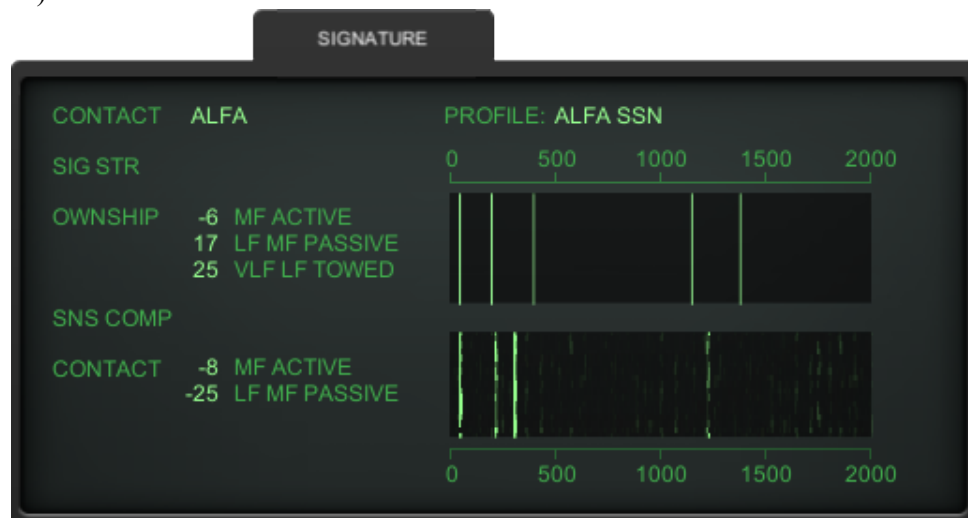 SIGNATURE
CONTACT ALFA
PROFILE: ALFA SSN
SIG STR
0 500 1000 1500 2000
OWNSHIP -6 MF ACTIVE
17 LF MF PASSIVE
25 VLF LF TOWED
SNS COMP
CONTACT -8 MF ACTIVE
-25 LF MF PASSIVE
0 500 1000 1500 2000